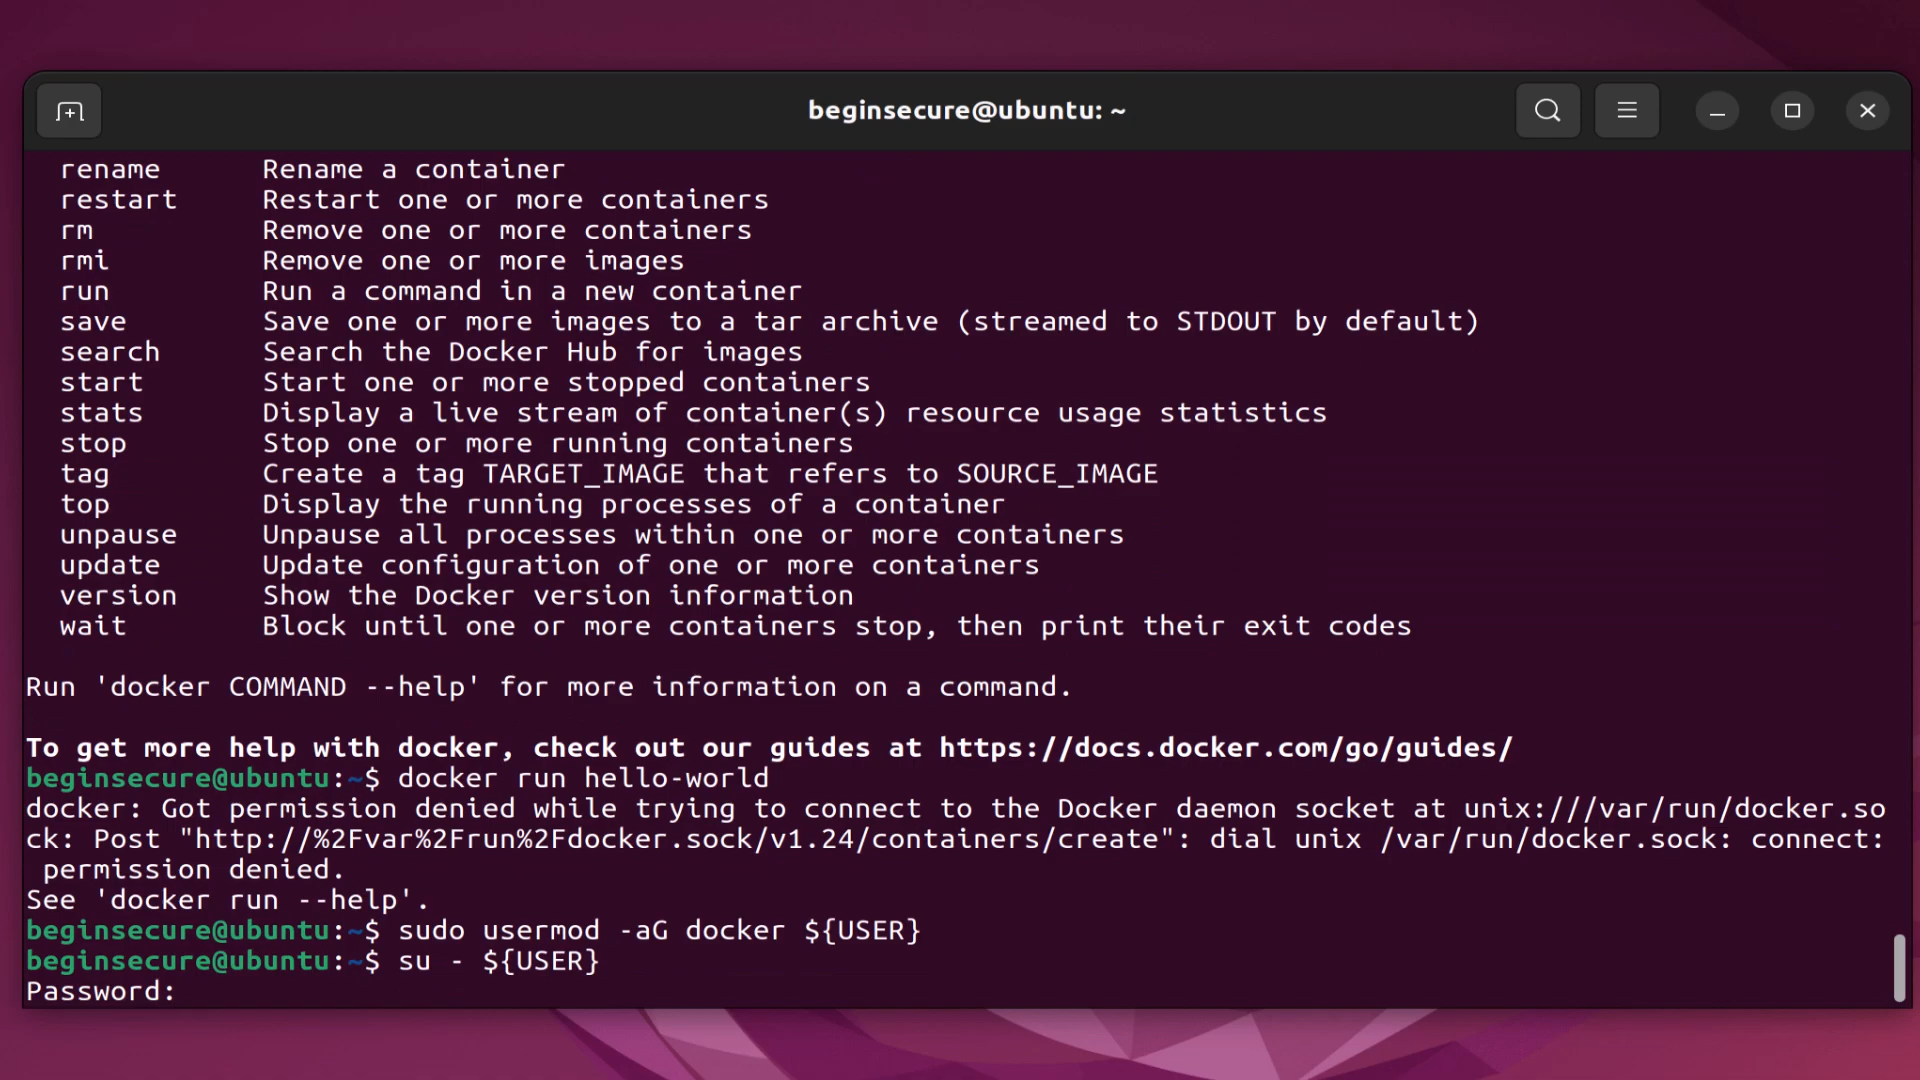 beginsecure@ubuntu: ~
rename Rename a container
restart Restart one or more containers
rm Remove one or more containers
rmi Remove one or more images
run Run a command in a new container
save Save one or more images to a tar archive (streamed to STDOUT by default)
search Search the Docker Hub for images
start Start one or more stopped containers
stats Display a live stream of container(s) resource usage statistics
stop Stop one or more running containers
tag Create a tag TARGET_IMAGE that refers to SOURCE_IMAGE
top Display the running processes of a container
unpause Unpause all processes within one or more containers
update Update configuration of one or more containers
version Show the Docker version information
wait Block until one or more containers stop, then print their exit codes
Run 'docker COMMAND --help' for more information on a command.
To get more help with docker, check out our guides at https://docs.docker.com/go/guides/
beginsecure@ubuntu:~$ docker run hello-world
docker: Got permission denied while trying to connect to the Docker daemon socket at unix:///var/run/docker.so
ck: Post "http://%2Fvar%2Frun%2Fdocker.sock/v1.24/containers/create": dial unix /var/run/docker.sock: connect:
permission denied.
See 'docker run --help'.
beginsecure@ubuntu:~$ sudo usermod -aG docker ${USER}
beginsecure@ubuntu:~$ su - ${USER}
Password: